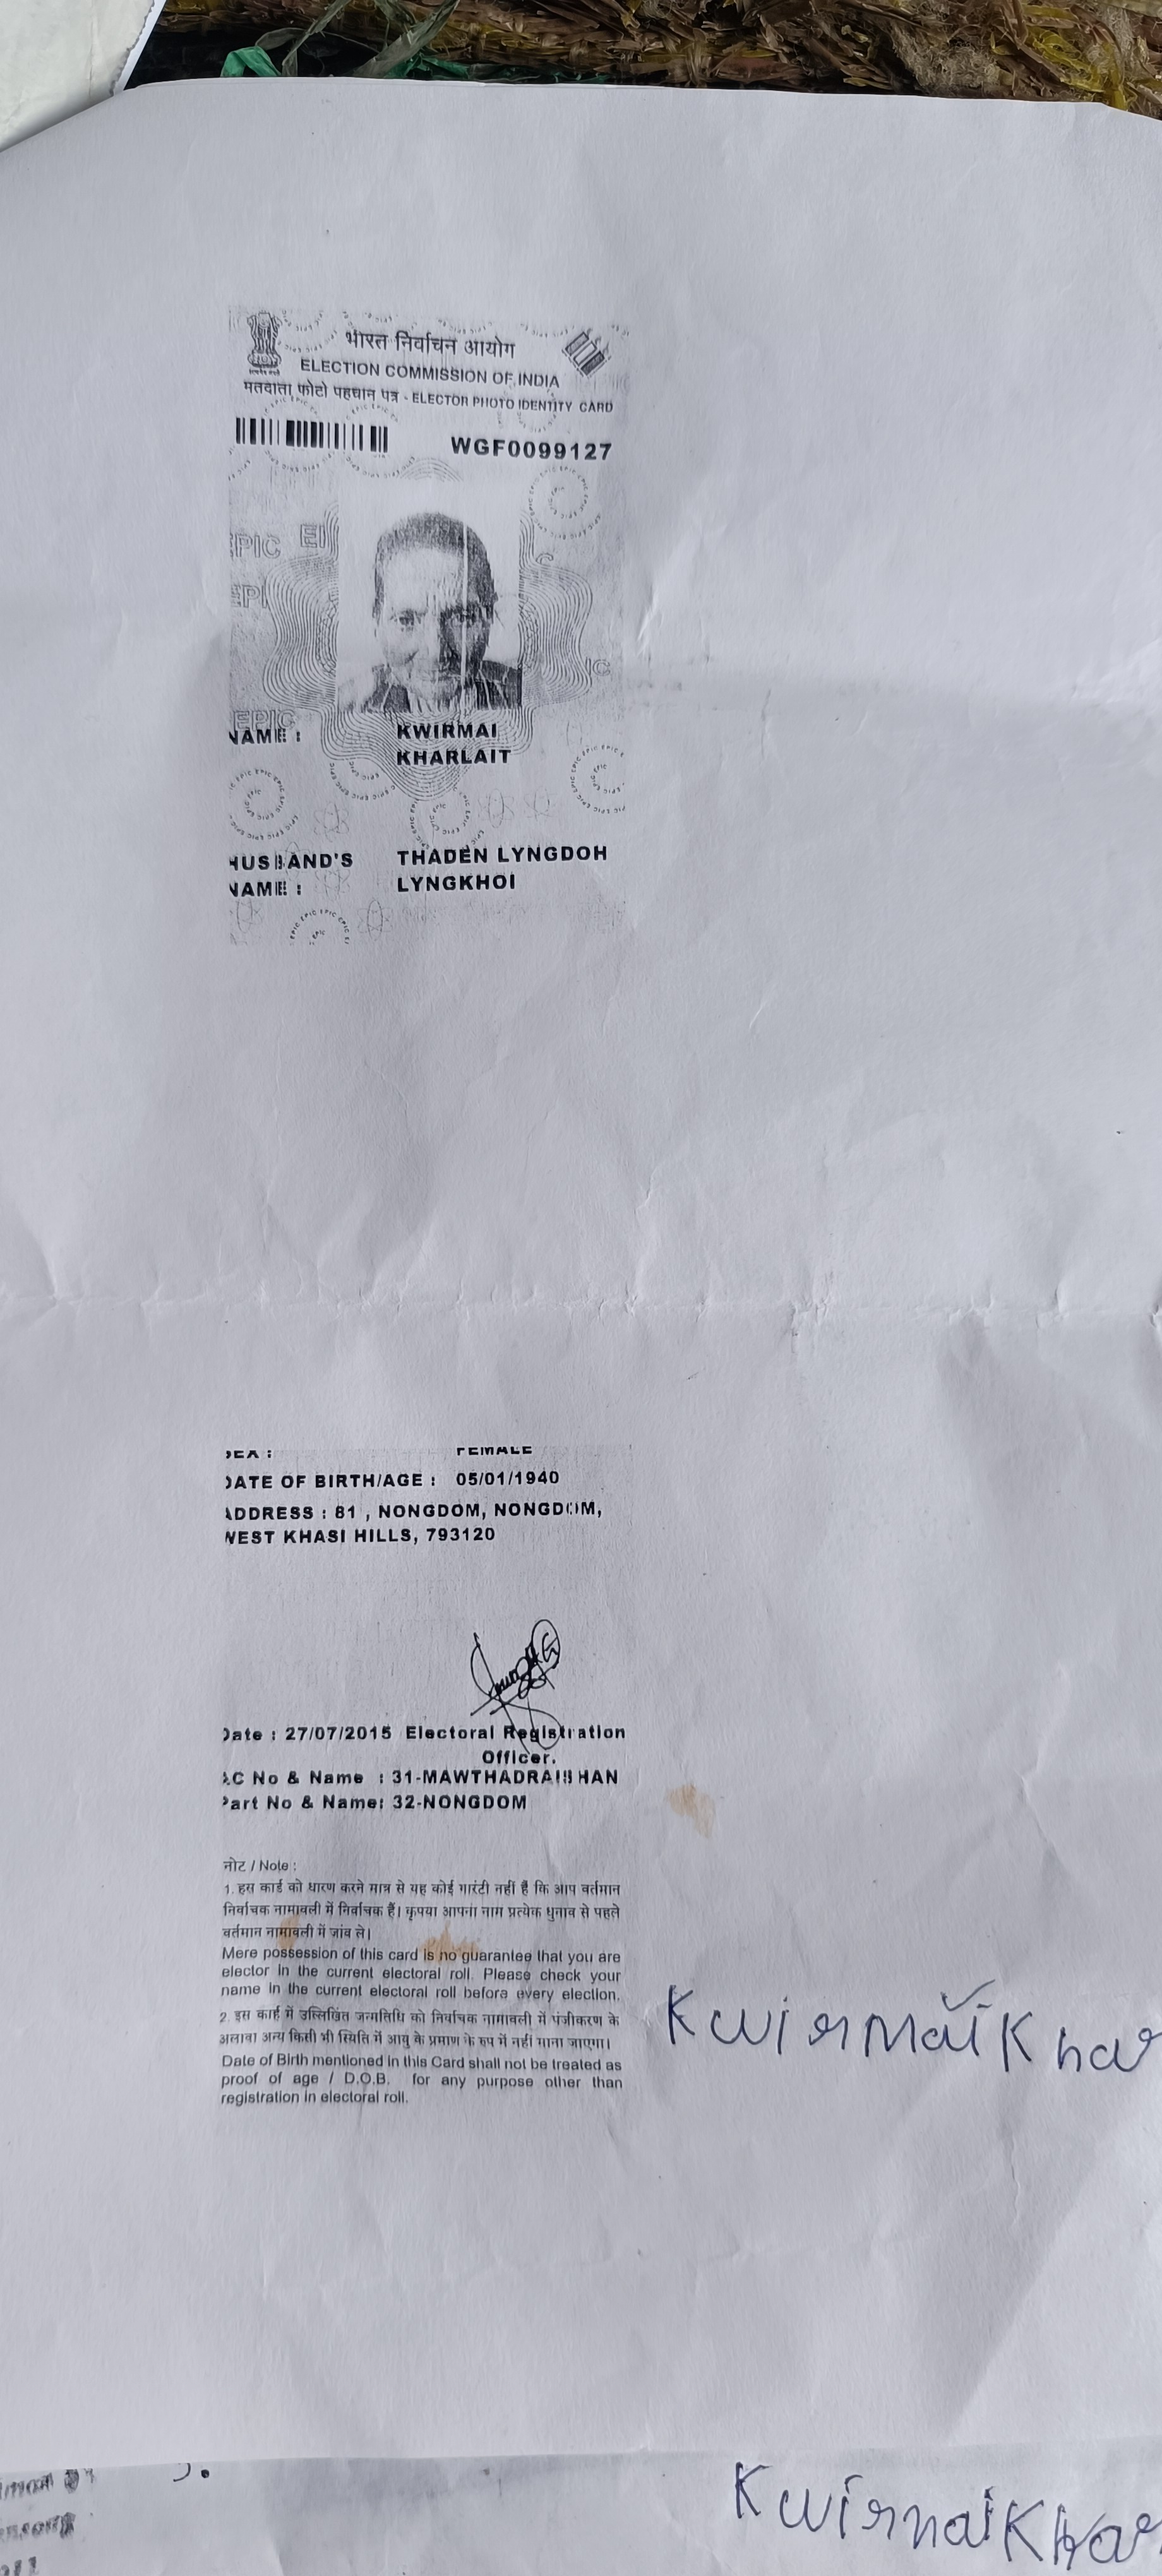 भारत निर्वाचन आयोग
ELECTION COMMISSION OF INDIA
मतदाता फोटो पहचान पत्र - ELECTOR PHOTO IDENTITY CARD
WGF0099127
EPIC
NAME : KWIRMAI
KHARLAIT
HUSBAND'S THADEN LYNGDOH
NAME : LYNGKHOI
SEX : FEMALE
DATE OF BIRTH/AGE : 05/01/1940
ADDRESS : 81 , NONGDOM, NONGDOM,
WEST KHASI HILLS, 793120
Date : 27/07/2015 Electoral Registration
Officer.
AC No & Name : 31-MAWTHADRAISHAN
Part No & Name: 32-NONGDOM
नोट / Note :
1. इस कार्ड को धारण करने मात्र से यह कोई गारंटी नहीं है कि आप वर्तमान
निर्वाचक नामावली में निर्वाचक हैं। कृपया आपना नाम प्रत्येक चुनाव से पहले
वर्तमान नामावली में जांच ले।
Mere possession of this card is no guarantee that you are
elector in the current electoral roll. Please check your
name in the current electoral roll before every election.
2. इस कार्ड में उल्लिखित जन्मतिथि को निर्वाचक नामावली में पंजीकरण के
अलावा अन्य किसी भी स्थिति में आयु के प्रमाण के रुप में नहीं माना जाएगा।
Date of Birth mentioned in this Card shall not be treated as
proof of age / D.O.B. for any purpose other than
registration in electoral roll.
Kwirmai Khar
Kwirmai Khar